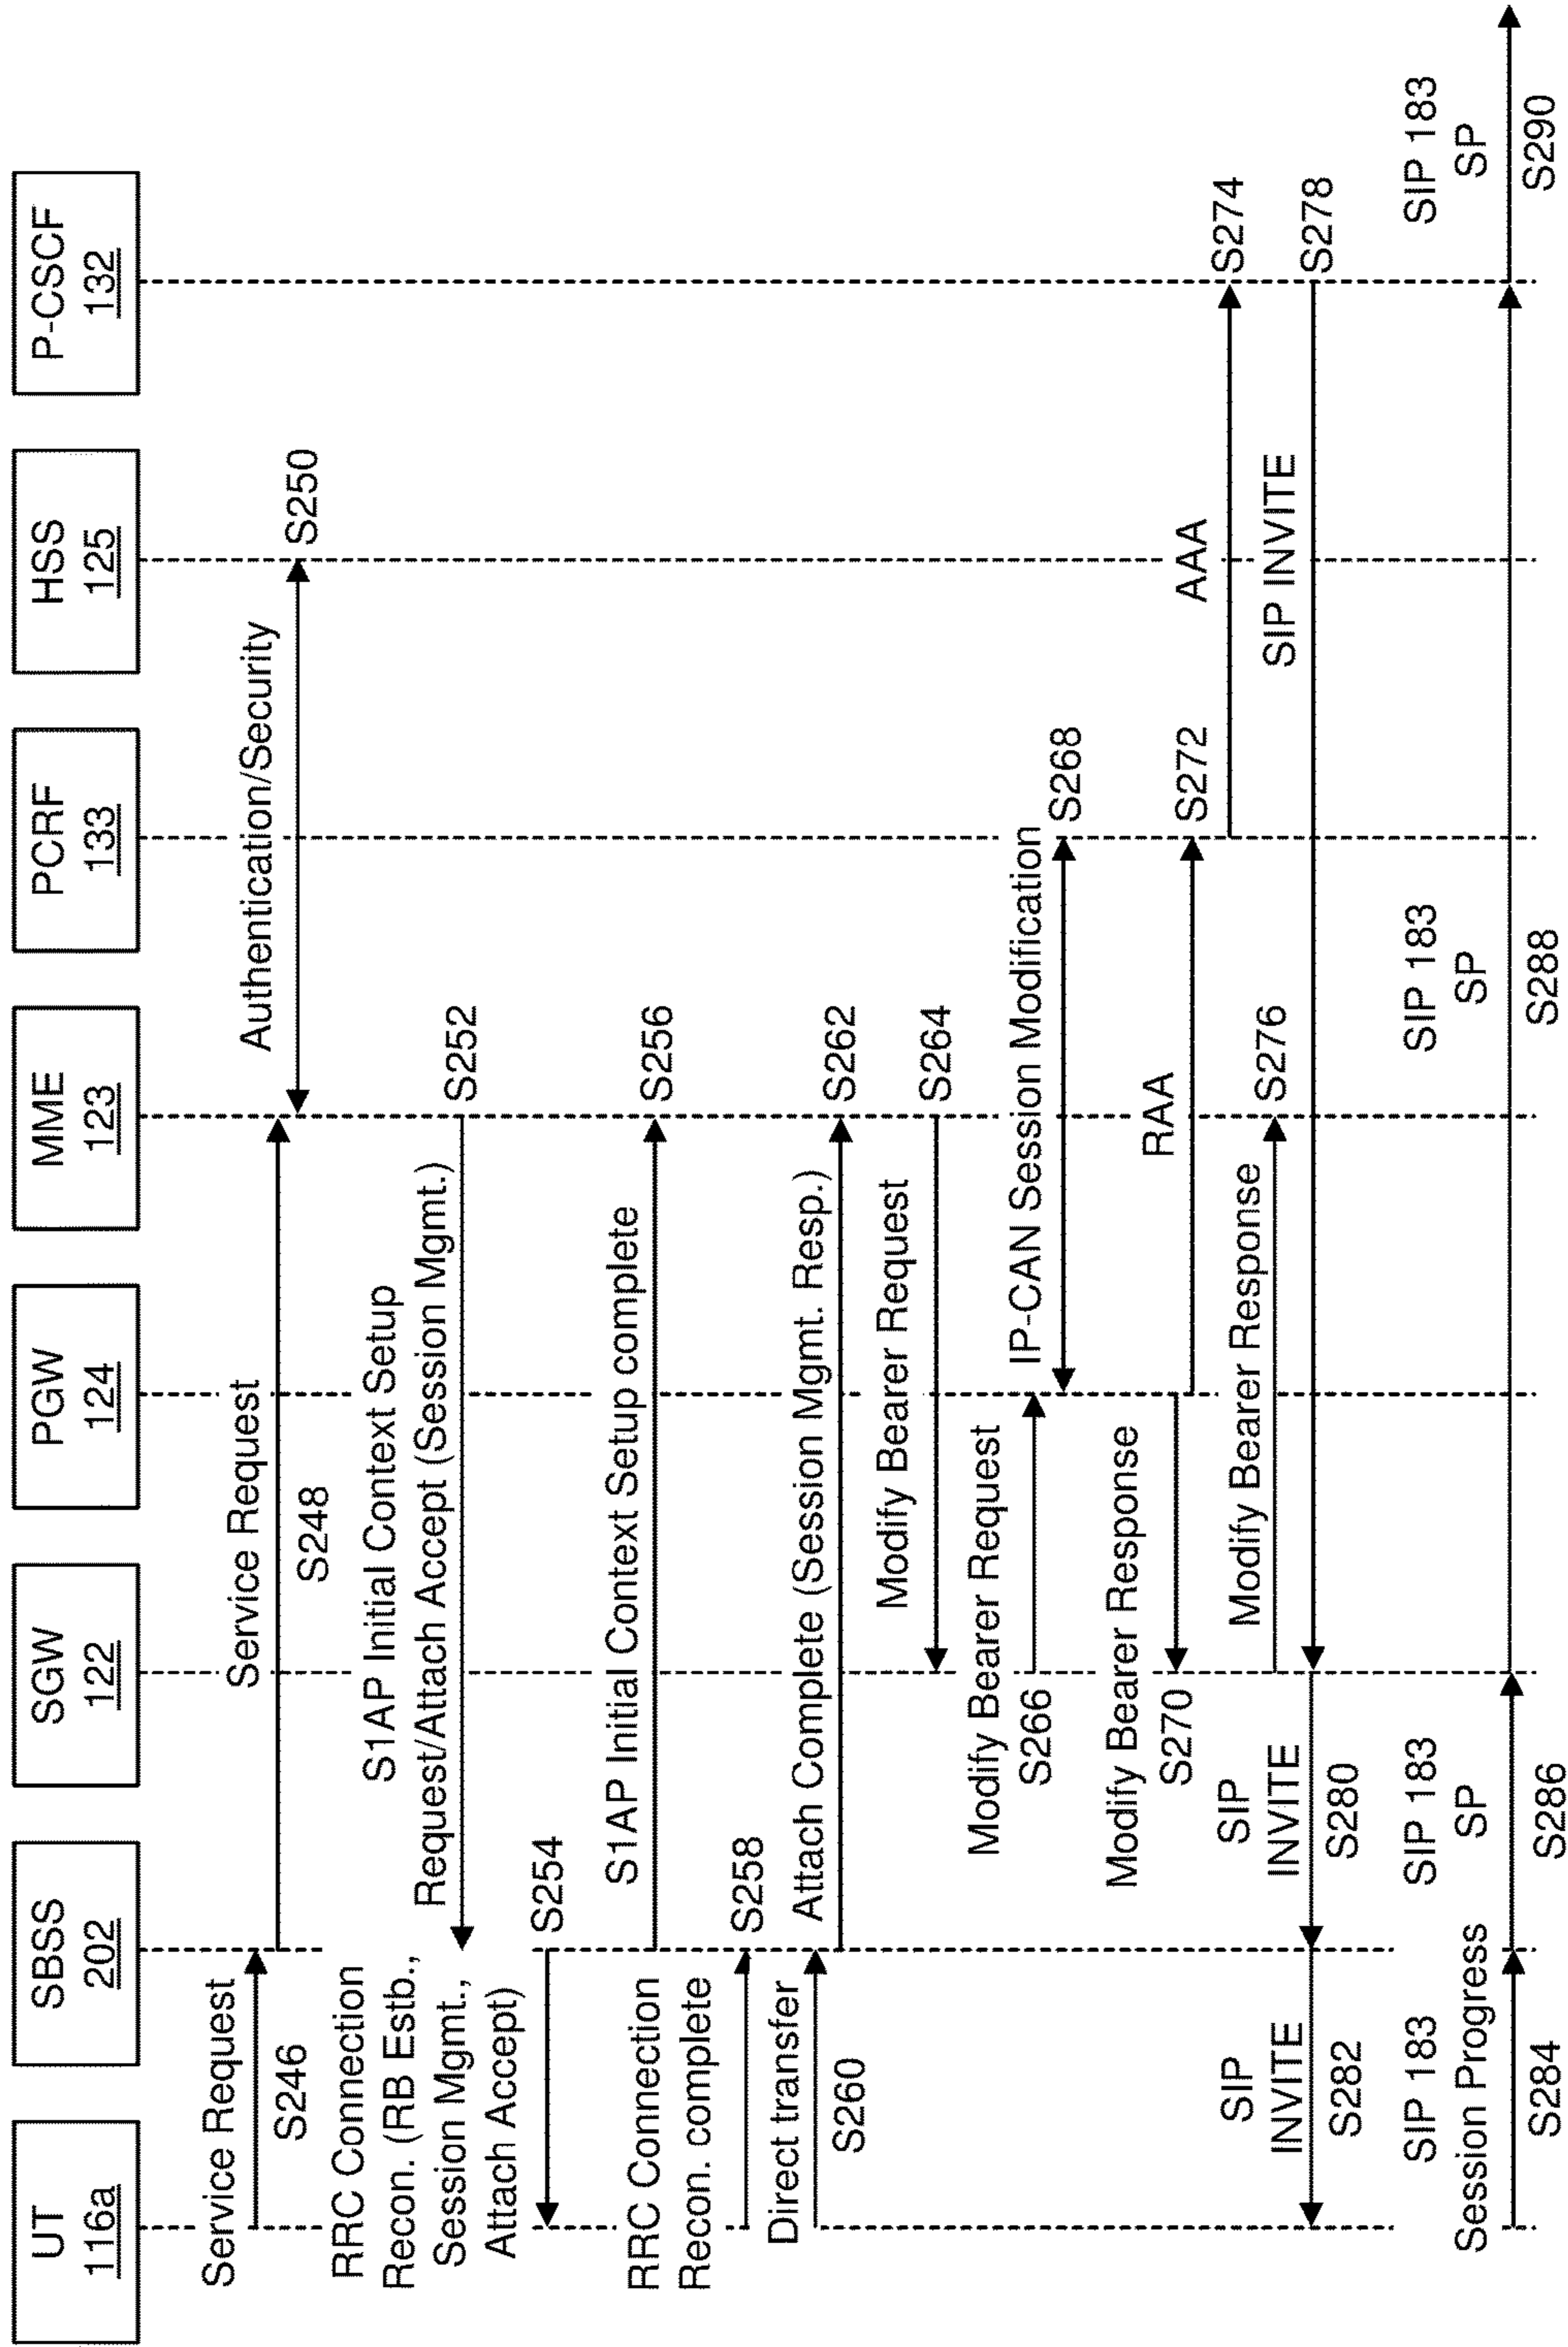 UT
116a
SBSS
202
SGW
122
PGW
124
MME
123
PCRF
133
HSS
125
P-CSCF
132
Service Request
S246
Service Request
S248
Authentication/Security
S250
S1AP Initial Context Setup
Request/Attach Accept (Session Mgmt.)
S252
RRC Connection
Recon. (RB Estb.,
Session Mgmt.,
Attach Accept)
S254
S1AP Initial Context Setup complete
S256
RRC Connection
Recon. complete
S258
Direct transfer
S260
Attach Complete (Session Mgmt. Resp.)
S262
Modify Bearer Request
S264
Modify Bearer Request
S266
IP-CAN Session Modification
S268
Modify Bearer Response
S270
RAA
S272
AAA
S274
Modify Bearer Response
S276
SIP INVITE
S278
SIP
INVITE
S280
SIP
INVITE
S282
SIP 183
Session Progress
S284
SIP 183
SP
S286
SIP 183
SP
S288
SIP 183
SP
S290